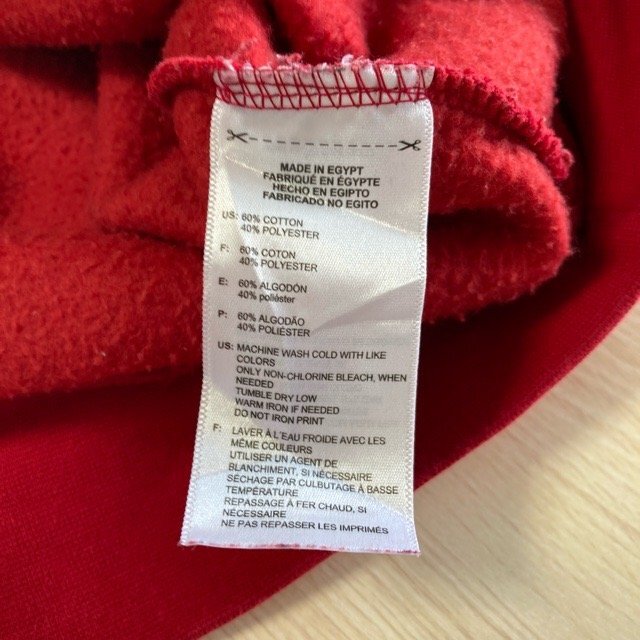 MADE IN EGYPT
FABRIQUÉ EN ÉGYPTE
HECHO EN EGIPTO
FABRICADO NO EGITO
US: 60% COTTON
40% POLYESTER
F: 60% COTON
40% POLYESTER
E: 60% ALGODÓN
40% poliéster
P: 60% ALGODÃO
40% POLIÉSTER
US: MACHINE WASH COLD WITH LIKE
COLORS
ONLY NON-CHLORINE BLEACH, WHEN
NEEDED
TUMBLE DRY LOW
WARM IRON IF NEEDED
DO NOT IRON PRINT
F: LAVER À L'EAU FROIDE AVEC LES
MÊME COULEURS
UTILISER UN AGENT DE
BLANCHIMENT, SI NÉCESSAIRE
SÉCHAGE PAR CULBUTAGE À BASSE
TEMPÉRATURE
REPASSAGE À FER CHAUD, SI
NÉCESSAIRE
NE PAS REPASSER LES IMPRIMÉS